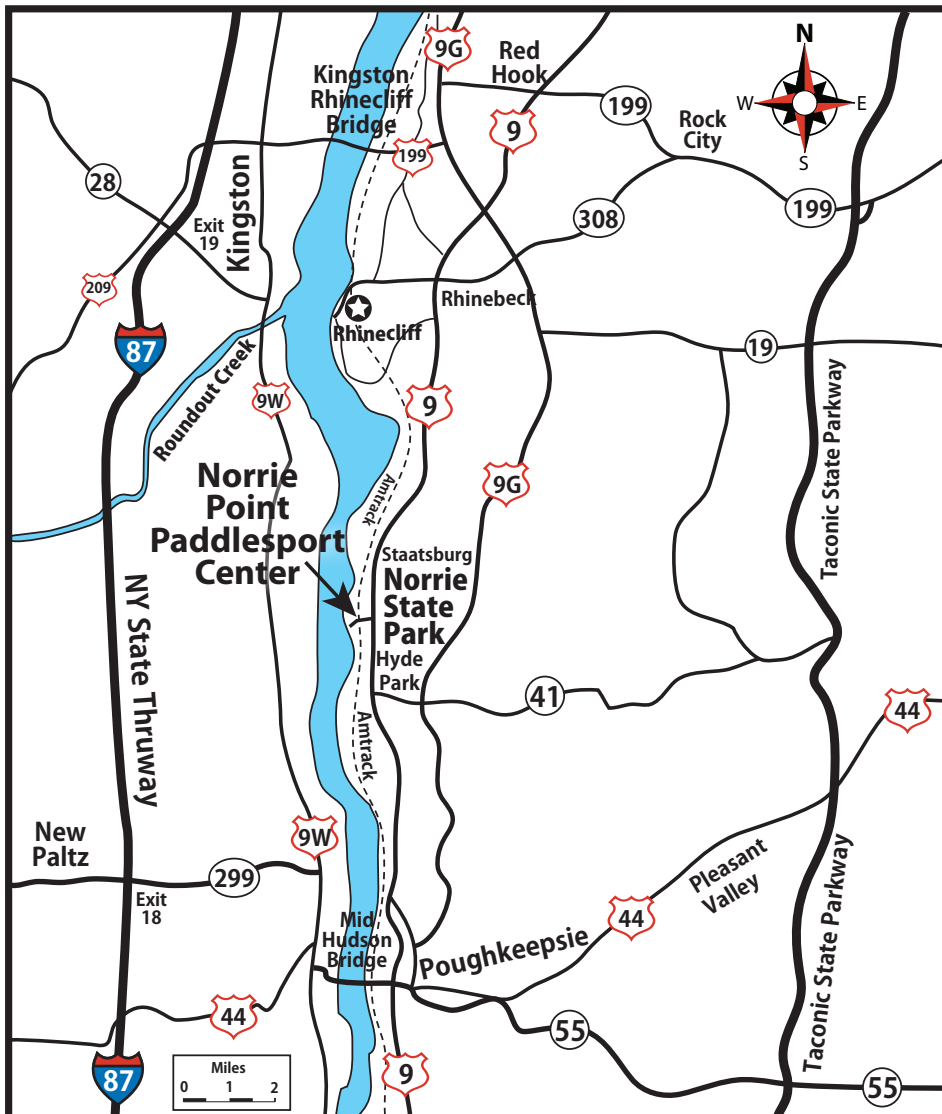 9G
Red
Hook
N
W
E
S
Kingston
Rhinecliff
Bridge
199
9
Rock
City
199
28
Exit
19
Kingston
308
199
209
Rhinebeck
Rhinecliff
87
19
Roundout Creek
9W
9
Taconic State Parkway
9G
Amtrack
Norrie
Point
Paddlesport
Center
Staatsburg
Norrie
State
Park
Hyde
Park
NY State Thruway
41
44
Amtrack
New
Paltz
9W
299
Exit
18
Pleasant
Valley
44
Mid
Hudson
Bridge
Poughkeepsie
Taconic State Parkway
44
55
Miles
0 1 2
87
9
55